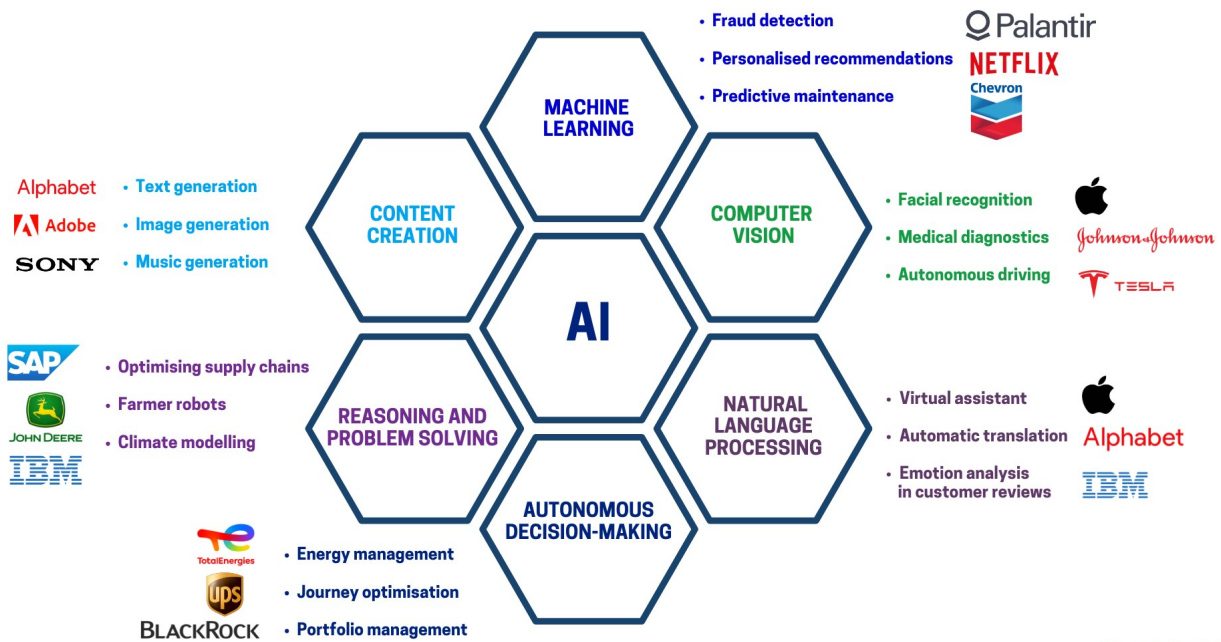 Fraud detection
Palantir
Personalised recommendations
NETFLIX
Predictive maintenance
Chevron
MACHINE
LEARNING
Alphabet
Text generation
Adobe
Image generation
SONY
Music generation
CONTENT
CREATION
COMPUTER
VISION
Facial recognition
Medical diagnostics
Johnson & Johnson
Autonomous driving
TESLA
AI
SAP
Optimising supply chains
JOHN DEERE
Farmer robots
IBM
Climate modelling
REASONING AND
PROBLEM SOLVING
NATURAL
LANGUAGE
PROCESSING
Virtual assistant
Automatic translation
Alphabet
Emotion analysis
in customer reviews
IBM
AUTONOMOUS
DECISION-MAKING
TotalEnergies
Energy management
ups
Journey optimisation
BLACKROCK
Portfolio management